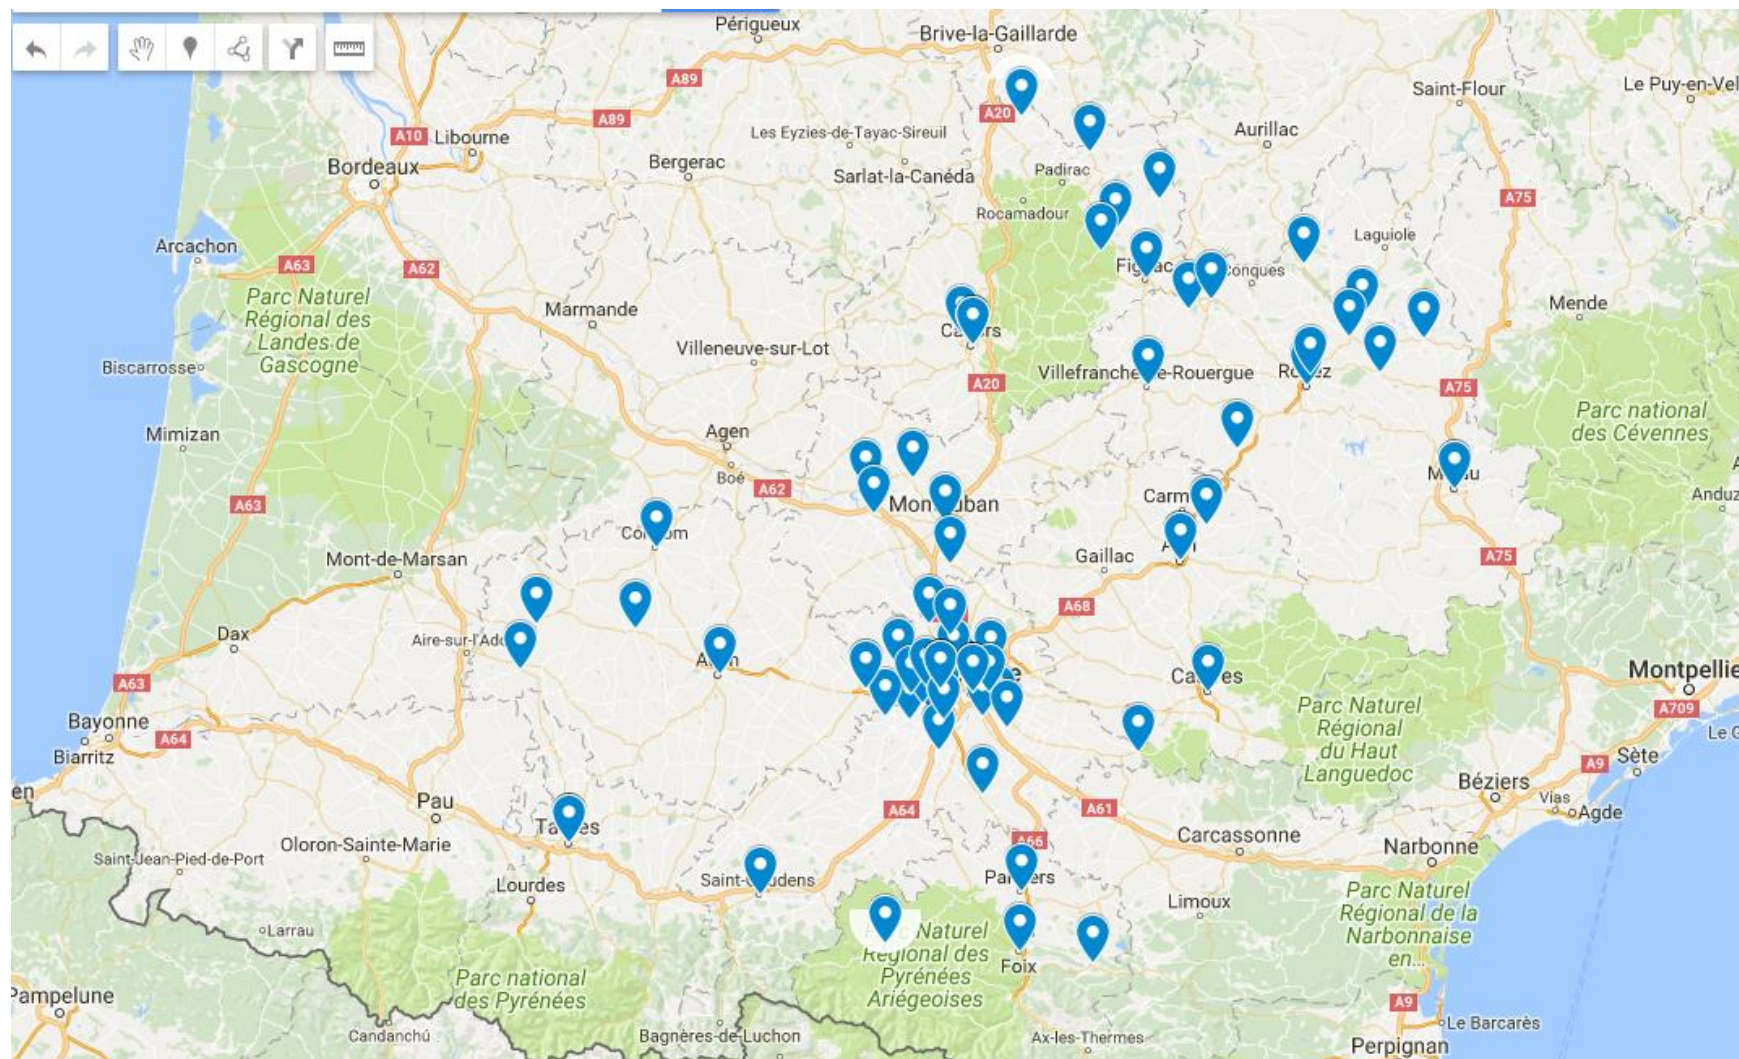 Périgueux
Brive-la-Gaillarde
A89
A20
Saint-Flour
Le Puy-en-Vel
A89
A10
Libourne
Les Eyzies-de-Tayac-Sireuil
Aurillac
Bordeaux
Bergerac
Sarlat-la-Canéda
Padirac
A75
Rocamadour
Arcachon
Laguiole
A63
A62
Conques
Parc Naturel
Régional des
Landes de
Gascogne
Marmande
Mende
Villeneuve-sur-Lot
Biscarrosse
Villefranche-de-Rouergue
A20
A75
Parc national
des Cévennes
Mimizan
Agen
Boé
A62
A63
Anduz
Mont-de-Marsan
Gaillac
A75
A68
Dax
Aire-sur-l'Ado
A63
Montpellie
Parc Naturel
Régional
du Haut
Languedoc
A709
Bayonne
A64
Biarritz
Le G
A9
Sète
Béziers
en
Vias
Agde
Pau
A64
A61
Carcassonne
A66
Oloron-Sainte-Marie
Narbonne
Saint-Jean-Pied-de-Port
Lourdes
Limoux
Parc Naturel
Régional de la
Narbonnaise
en...
Larrau
Naturel
Régional des
Pyrénées
Ariégeoises
Foix
Parc national
des Pyrénées
Pampelune
A9
Candanchú
Bagnères-de-Luchon
Ax-les-Thermes
Le Barcarès
Perpignan